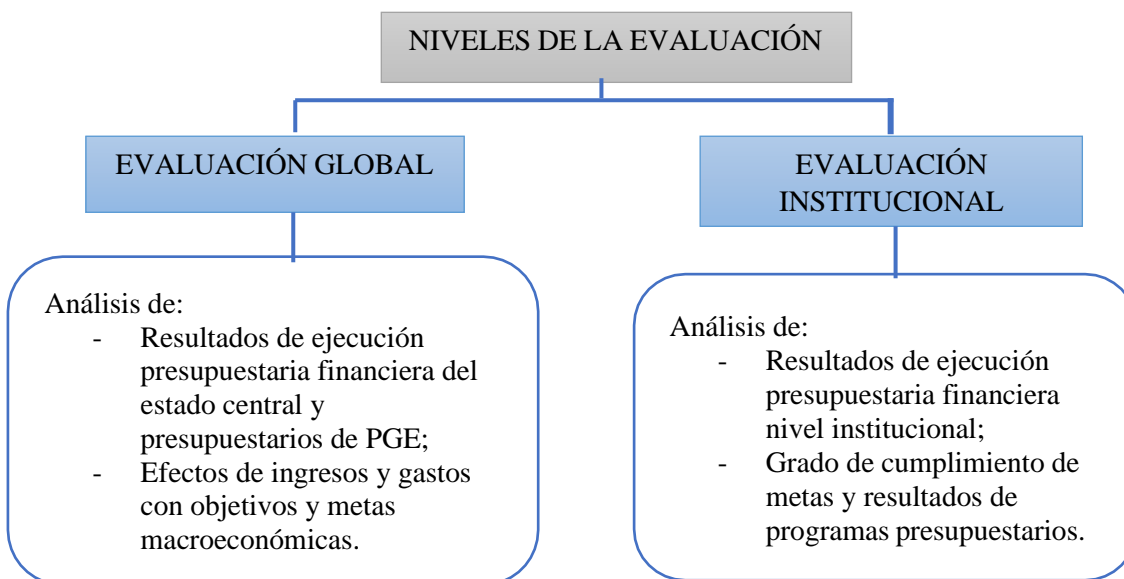 NIVELES DE LA EVALUACIÓN
EVALUACIÓN GLOBAL
EVALUACIÓN
INSTITUCIONAL
Análisis de:
- Resultados de ejecución
presupuestaria financiera del
estado central y
presupuestarios de PGE;
- Efectos de ingresos y gastos
con objetivos y metas
macroeconómicas.
Análisis de:
- Resultados de ejecución
presupuestaria financiera
nivel institucional;
- Grado de cumplimiento de
metas y resultados de
programas presupuestarios.